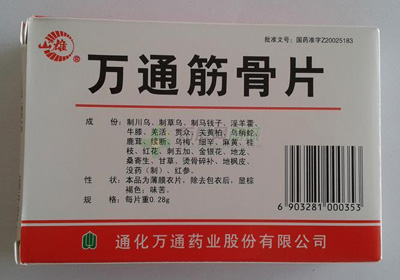 雄
®
批准文号：国药准字Z20025183
万通筋骨片
成　份：制川乌、制草乌、制马钱子、淫羊藿、
牛膝、羌活、贯众、关黄柏、乌梢蛇、
鹿茸、续断、乌梅、细辛、麻黄、桂
枝、红花、刺五加、金银花、地龙、
桑寄生、甘草、烫骨碎补、地枫皮、
没药（制）、红参。
性　状：本品为薄膜衣片，除去包衣后，显棕
褐色；味苦。
规　格：每片重0.28g
6 903281 000353
通化万通药业股份有限公司